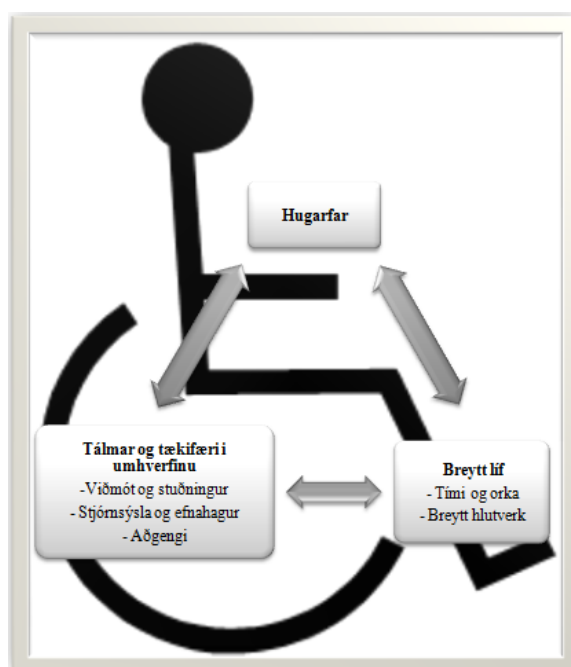 Hugarfar
Tálmar og tækifæri í
umhverfinu
-Viðmót og stuðningur
- Stjórnsýsla og efnahagur
- Aðgengi
Breytt líf
- Tími og orka
- Breytt hlutverk